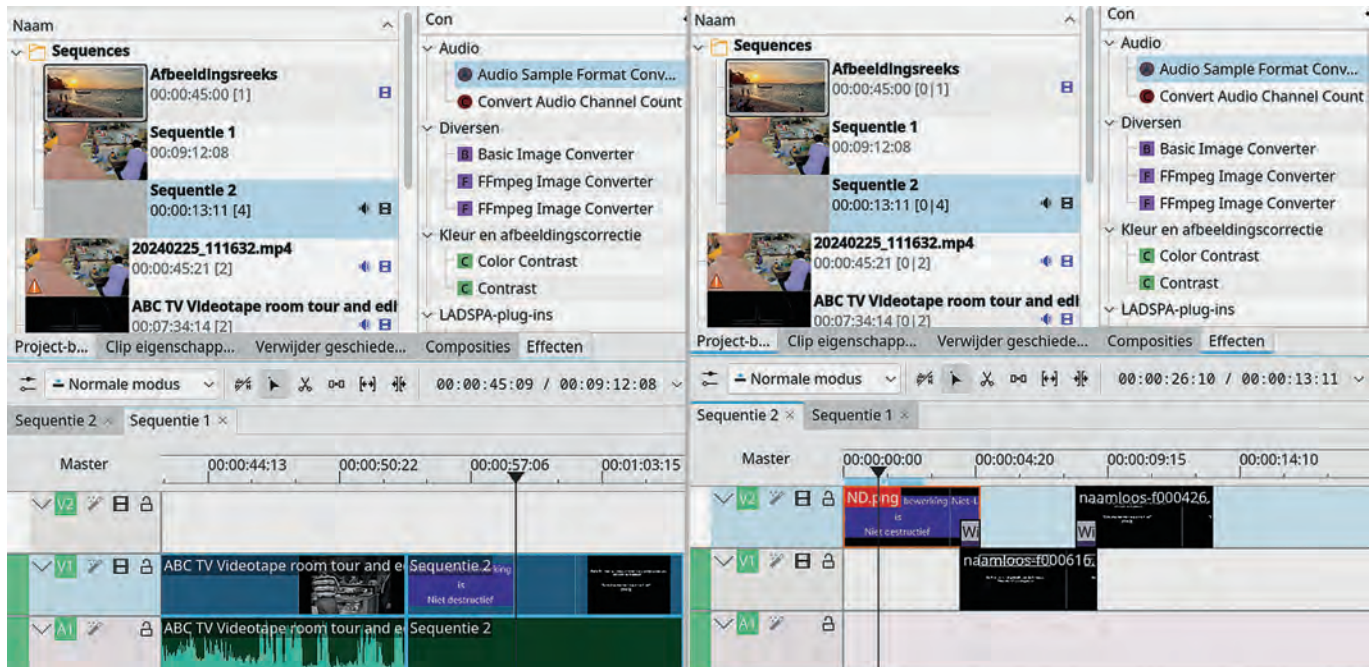 Naam
Sequences
Afbeeldingsreeks
00:00:45:00 [1]
Sequentie 1
00:09:12:08
Sequentie 2
00:00:13:11 [4]
20240225_111632.mp4
00:00:45:21 [2]
ABC TV Videotape room tour and edi
00:07:34:14 [2]
Con
Audio
Audio Sample Format Conv...
Convert Audio Channel Count
Diversen
Basic Image Converter
FFmpeg Image Converter
FFmpeg Image Converter
Kleur en afbeeldingscorrectie
Color Contrast
Contrast
LADSPA-plug-ins
Project-b... Clip eigenschapp... Verwijder geschiede... Composities Effecten
Normale modus 00:00:45:09 / 00:09:12:08
Sequentie 2 Sequentie 1
Master 00:00:44:13 00:00:50:22 00:00:57:06 00:01:03:15
V2
V1 ABC TV Videotape room tour and e Sequentie 2
is
Niet destructief
A1 ABC TV Videotape room tour and e Sequentie 2
Naam
Sequences
Afbeeldingsreeks
00:00:45:00 [0|1]
Sequentie 1
00:09:12:08
Sequentie 2
00:00:13:11 [0|4]
20240225_111632.mp4
00:00:45:21 [0|2]
ABC TV Videotape room tour and edi
00:07:34:14 [0|2]
Con
Audio
Audio Sample Format Conv...
Convert Audio Channel Count
Diversen
Basic Image Converter
FFmpeg Image Converter
FFmpeg Image Converter
Kleur en afbeeldingscorrectie
Color Contrast
Contrast
LADSPA-plug-ins
Project-b... Clip eigenschapp... Verwijder geschiede... Composities Effecten
Normale modus 00:00:26:10 / 00:00:13:11
Sequentie 2 Sequentie 1
Master 00:00:00:00 00:00:04:20 00:00:09:15 00:00:14:10
V2 ND.png bewerking Niet-L naamloos-f000426.
is
Niet destructief Wi Wi
V1 naamloos-f000616.
A1